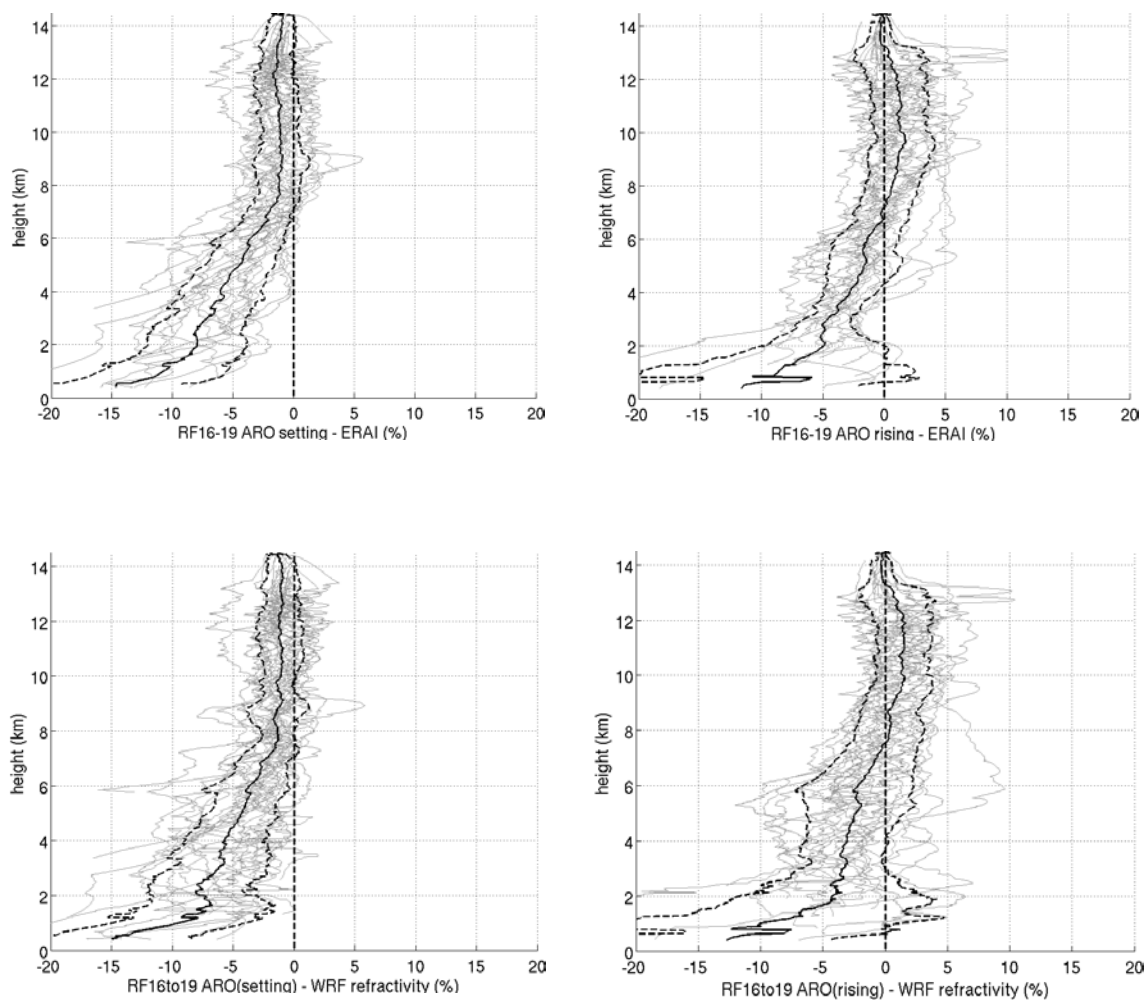 14
12
10
8
6
4
2
0
height (km)
-20 -15 -10 -5 0 5 10 15 20
RF16-19 ARO setting - ERAI (%)
14
12
10
8
6
4
2
0
height (km)
-20 -15 -10 -5 0 5 10 15 20
RF16-19 ARO rising - ERAI (%)
14
12
10
8
6
4
2
0
height (km)
-20 -15 -10 -5 0 5 10 15 20
RF16to19 ARO(setting) - WRF refractivity (%)
14
12
10
8
6
4
2
0
height (km)
-20 -15 -10 -5 0 5 10 15 20
RF16to19 ARO(rising) - WRF refractivity (%)